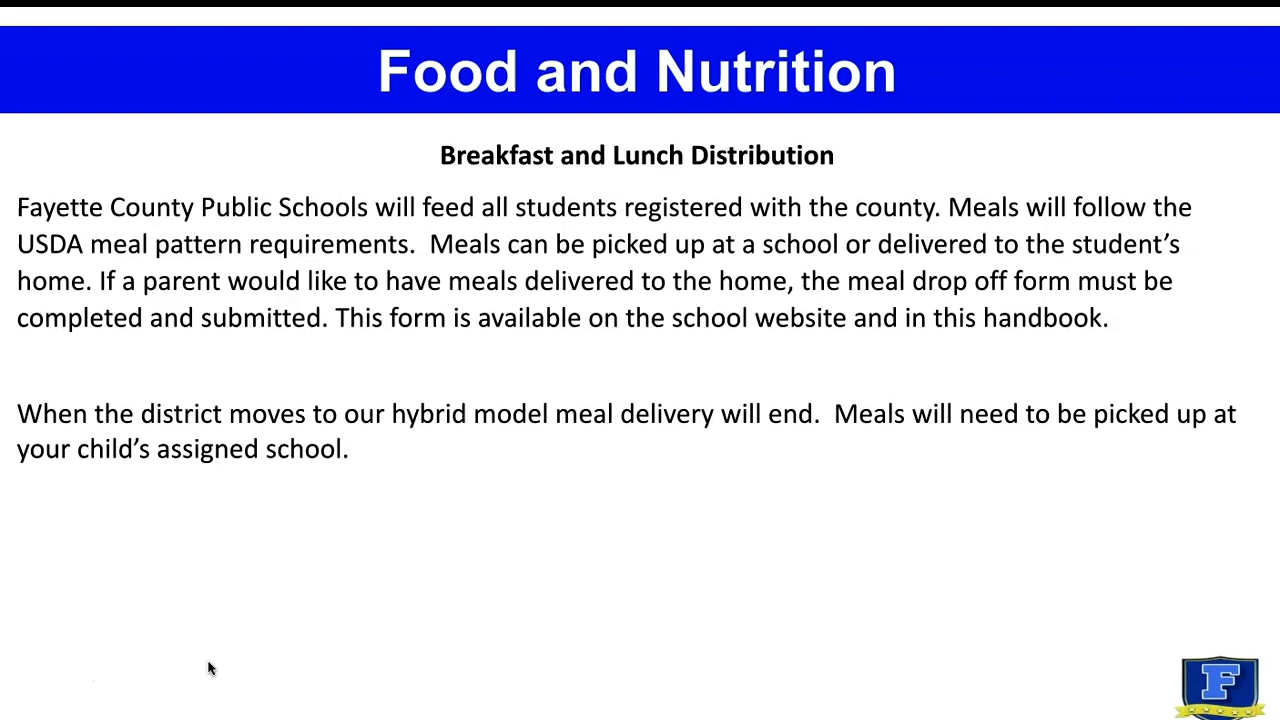 Food and Nutrition
Breakfast and Lunch Distribution
Fayette County Public Schools will feed all students registered with the county. Meals will follow the
USDA meal pattern requirements.  Meals can be picked up at a school or delivered to the student’s
home. If a parent would like to have meals delivered to the home, the meal drop off form must be
completed and submitted. This form is available on the school website and in this handbook.
When the district moves to our hybrid model meal delivery will end.  Meals will need to be picked up at
your child’s assigned school.
F